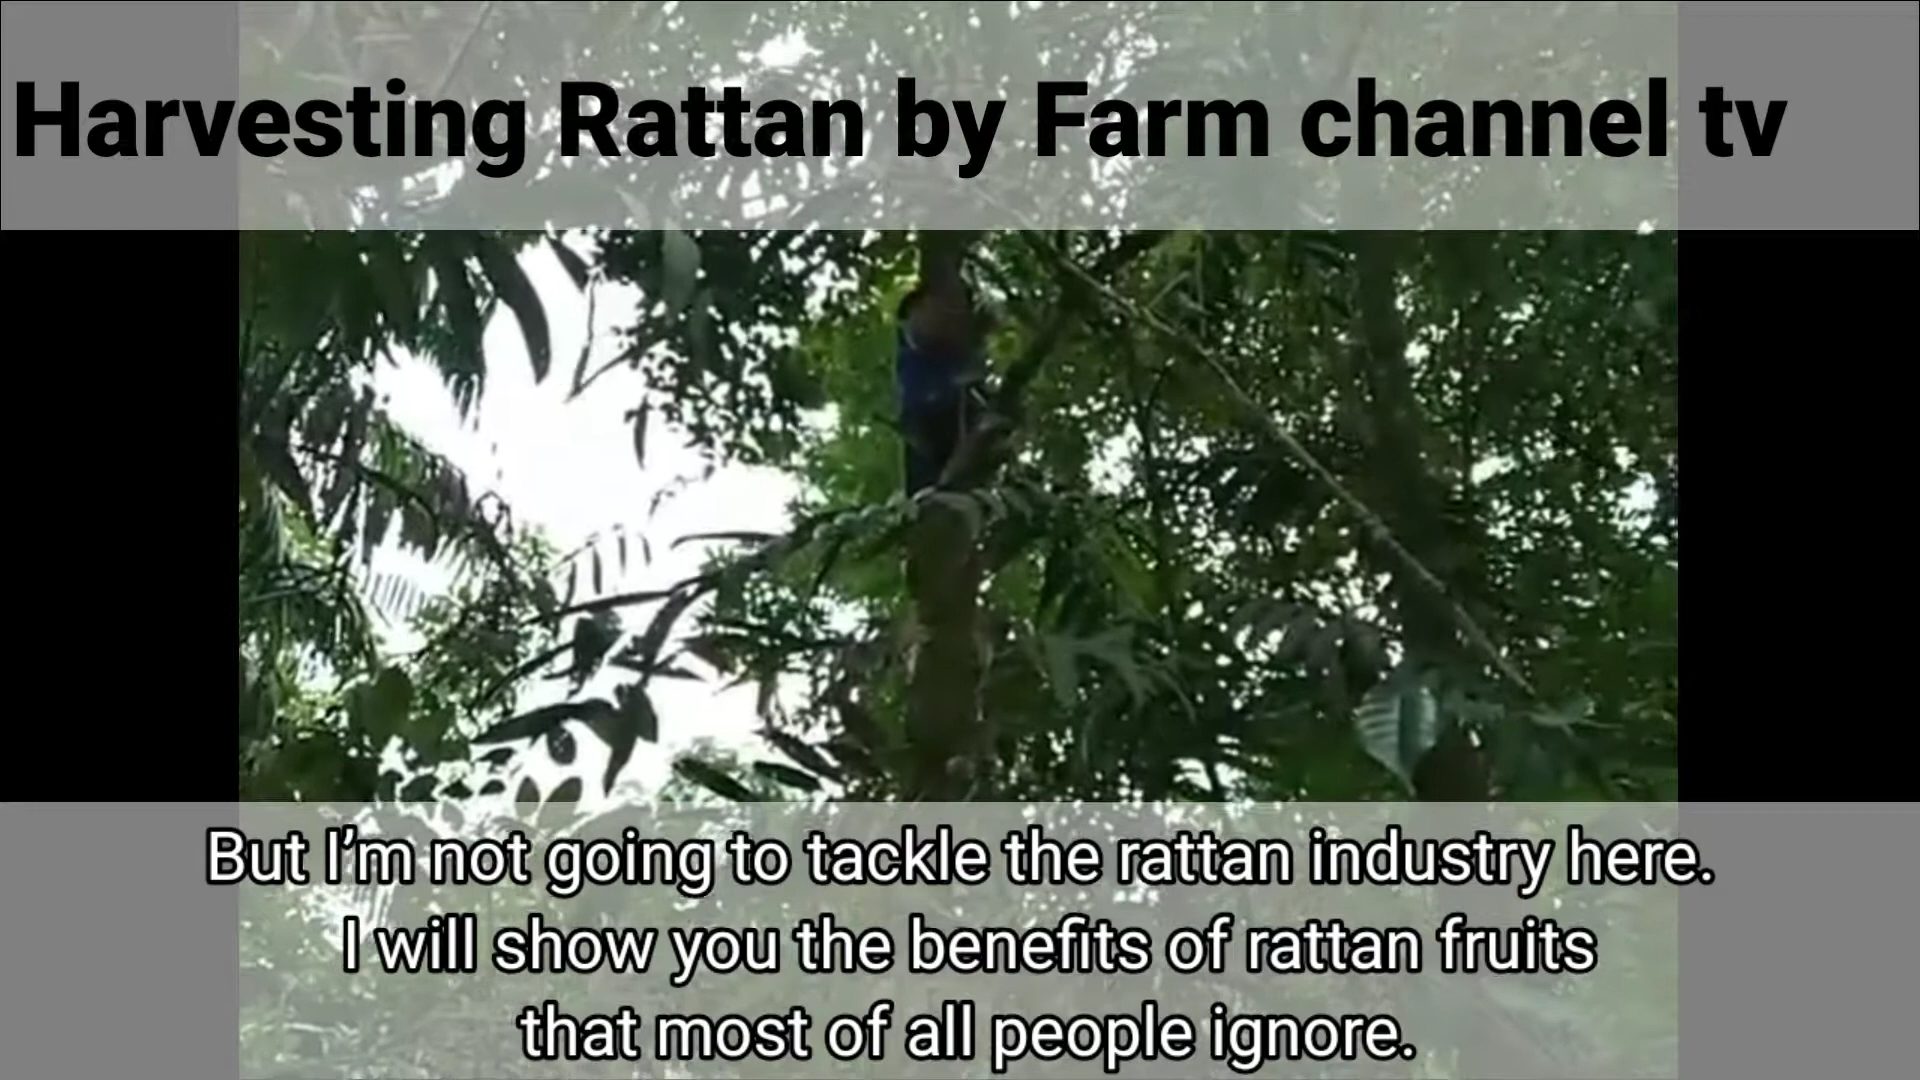 Harvesting Rattan by Farm channel tv
But I’m not going to tackle the rattan industry here.
I will show you the benefits of rattan fruits
that most of all people ignore.